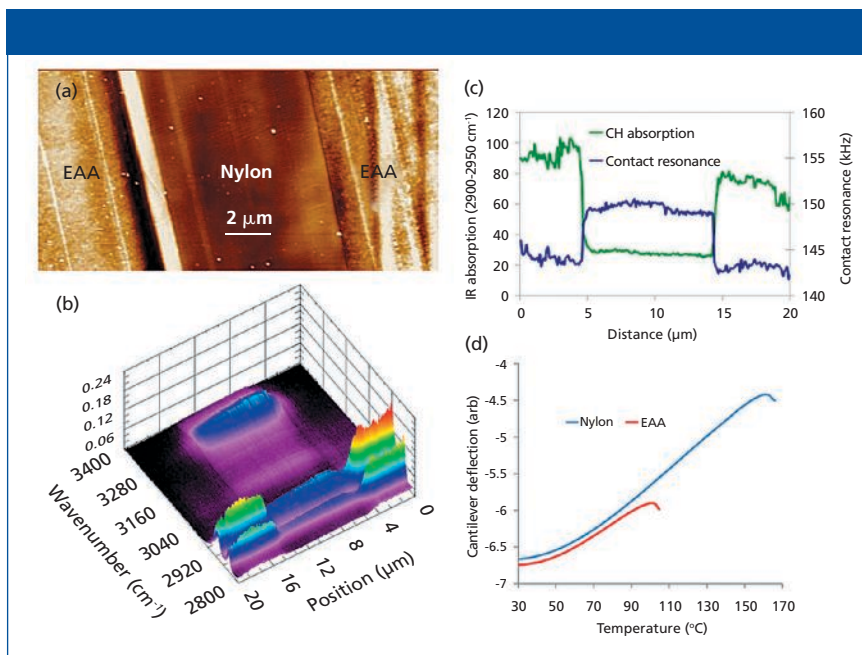 (a)
EAA
Nylon
EAA
2 μm
(b)
0.24
0.18
0.12
0.06
3400
3280
3160
3040
2920
2800
Wavenumber (cm⁻¹)
20
16
12
8
4
0
Position (μm)
(c)
IR absorption (2900-2950 cm⁻¹)
120
100
80
60
40
20
0
CH absorption
Contact resonance
160
155
150
145
140
Contact resonance (kHz)
0 5 10 15 20
Distance (μm)
(d)
Cantilever deflection (arb)
-4
-4.5
-5
-5.5
-6
-6.5
-7
Nylon EAA
30 50 70 90 110 130 150 170
Temperature (°C)